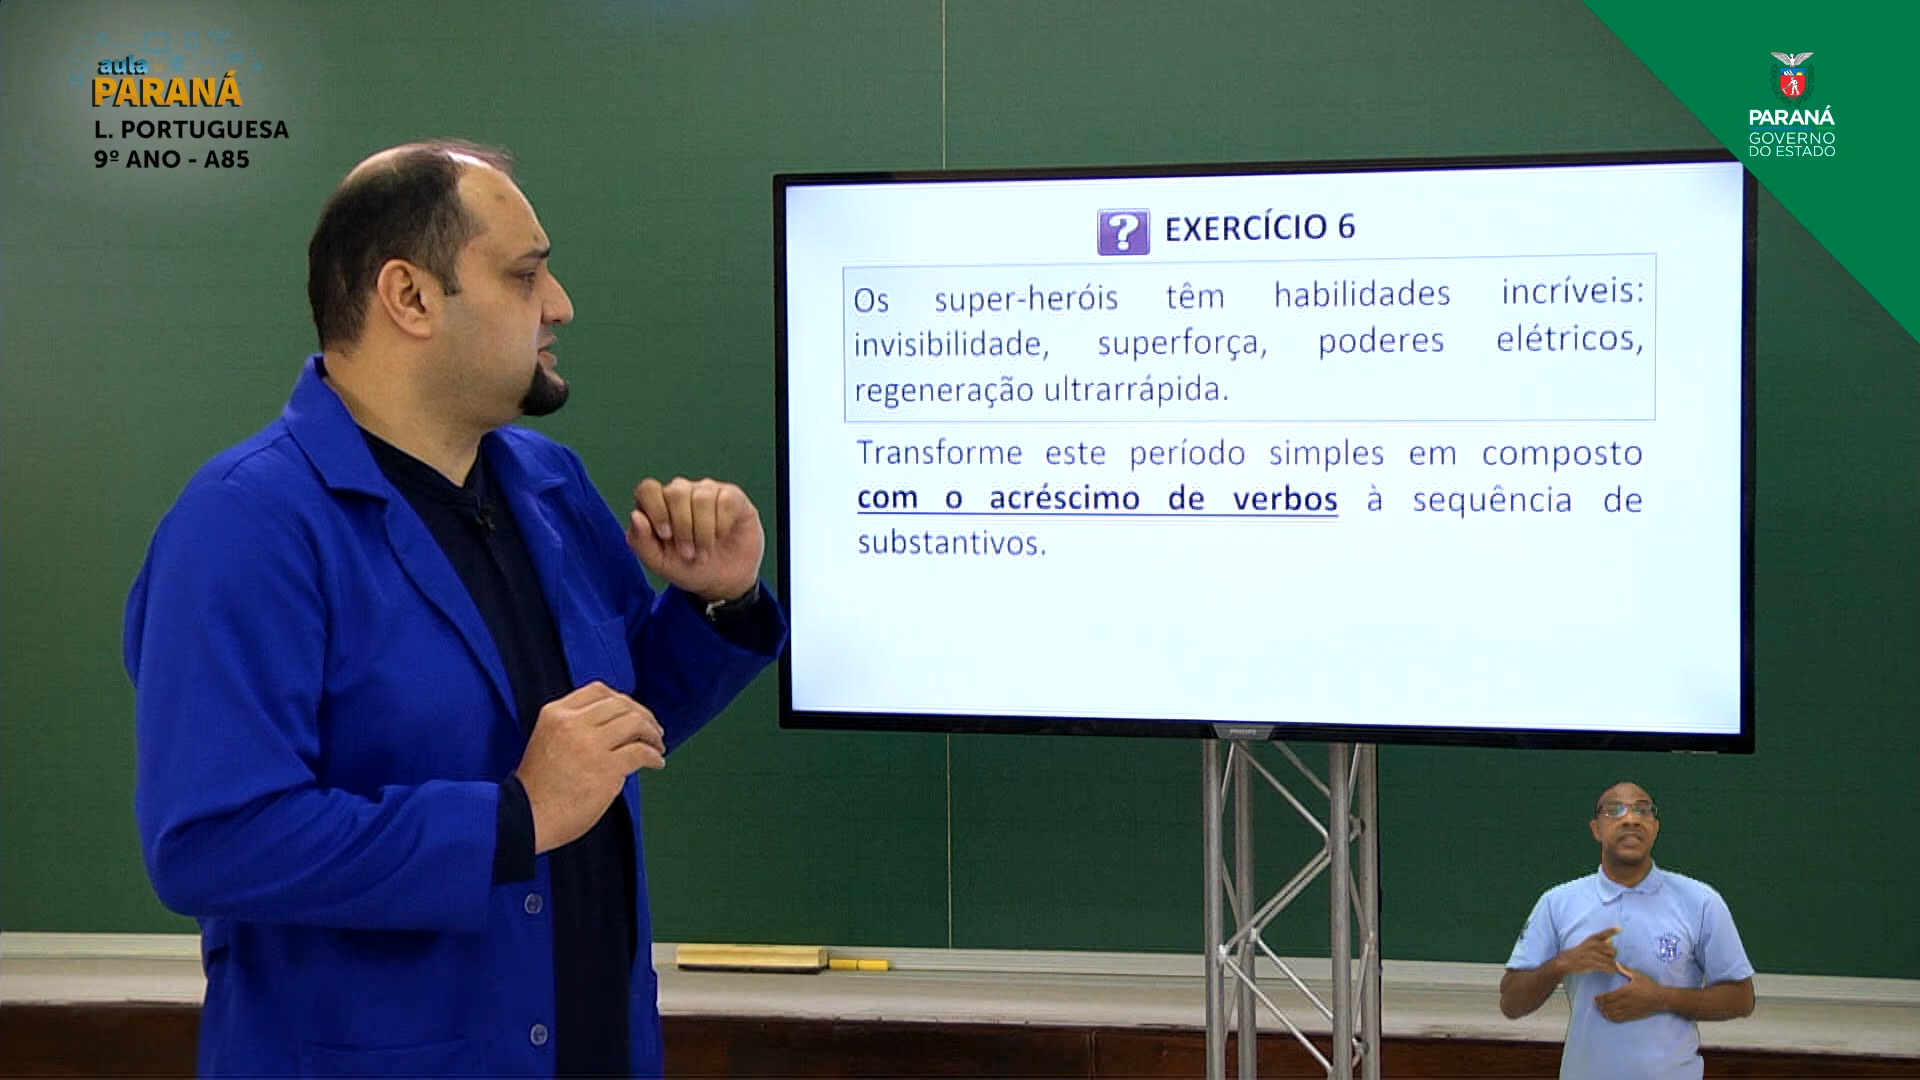 aula
PARANÁ
L. PORTUGUESA
9º ANO - A85
PARANÁ
GOVERNO
DO ESTADO
? EXERCÍCIO 6
Os super-heróis têm habilidades incríveis:
invisibilidade, superforça, poderes elétricos,
regeneração ultrarrápida.
Transforme este período simples em composto
com o acréscimo de verbos à sequência de
substantivos.
PHILIPS